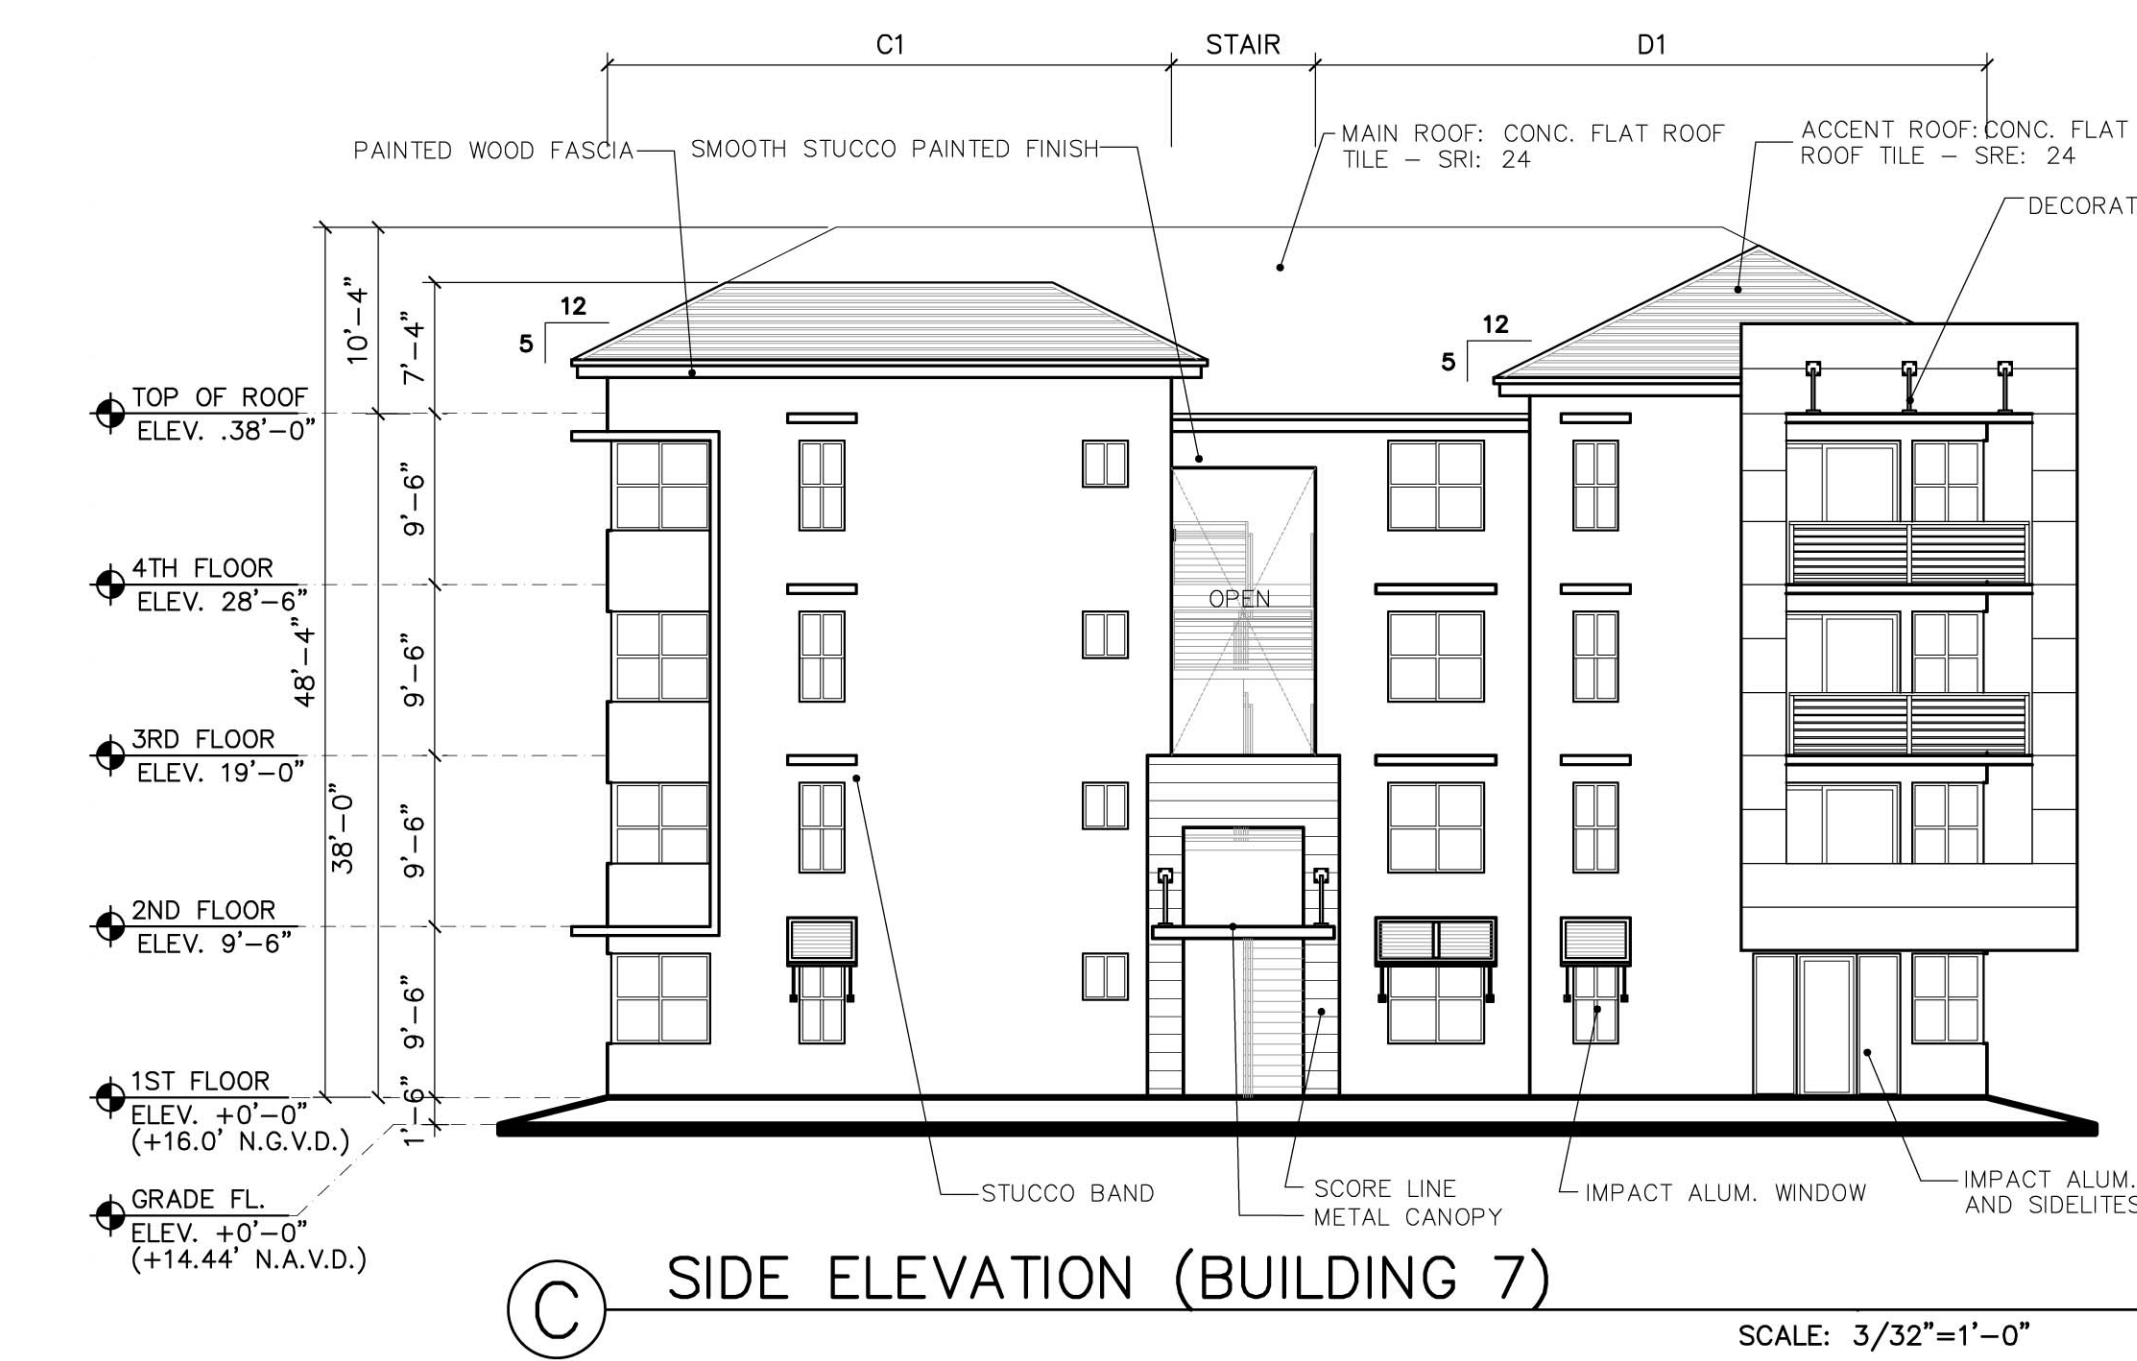 C1
STAIR
D1
PAINTED WOOD FASCIA
SMOOTH STUCCO PAINTED FINISH
MAIN ROOF: CONC. FLAT ROOF
TILE – SRI: 24
ACCENT ROOF: CONC. FLAT
ROOF TILE – SRE: 24
DECORAT
10'–4"
7'–4"
12
5
12
5
TOP OF ROOF
ELEV. .38'–0"
9'–6"
4TH FLOOR
ELEV. 28'–6"
OPEN
48'–4"
9'–6"
3RD FLOOR
ELEV. 19'–0"
38'–0"
9'–6"
2ND FLOOR
ELEV. 9'–6"
9'–6"
1ST FLOOR
ELEV. +0'–0"
(+16.0' N.G.V.D.)
1'–6"
GRADE FL.
ELEV. +0'–0"
(+14.44' N.A.V.D.)
STUCCO BAND
SCORE LINE
METAL CANOPY
IMPACT ALUM. WINDOW
IMPACT ALUM.
AND SIDELITES
C
SIDE ELEVATION (BUILDING 7)
SCALE: 3/32"=1'–0"